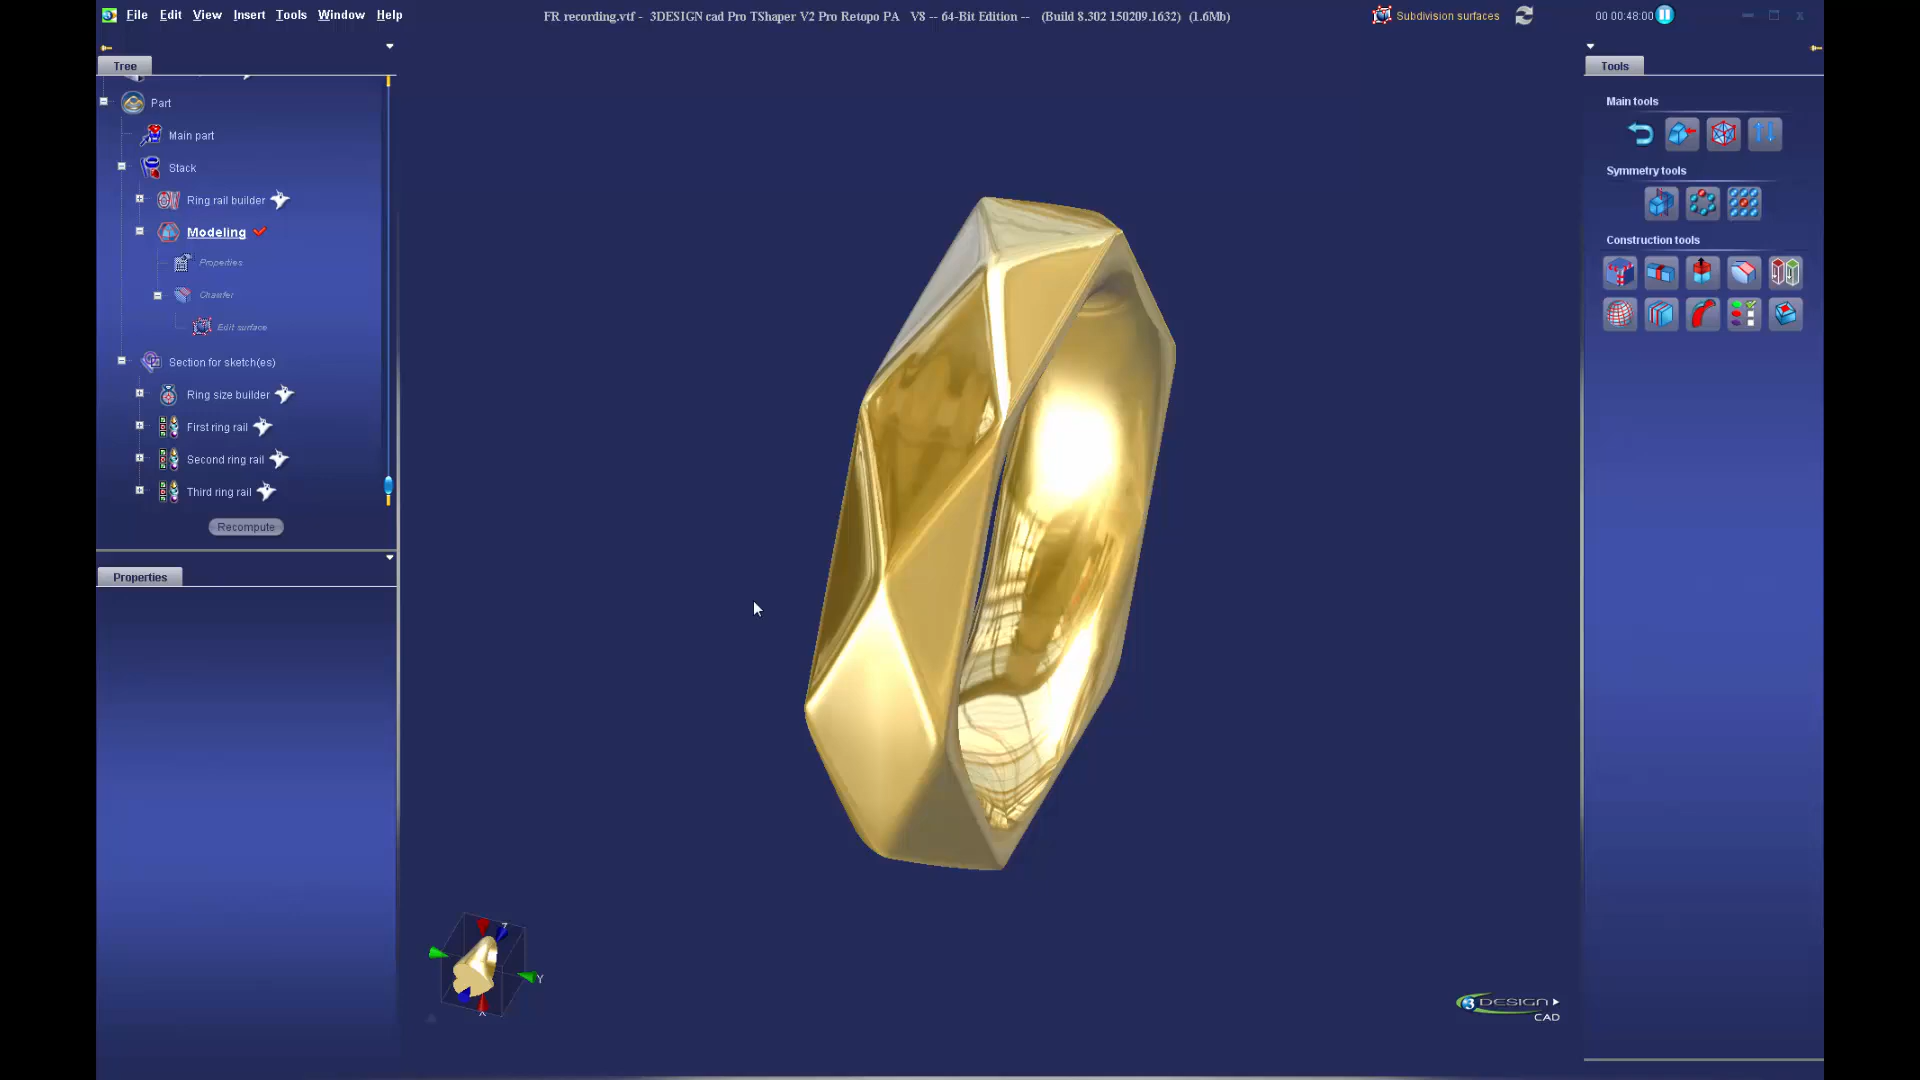 File Edit View Insert Tools Window Help
FR recording.vtf - 3DESIGN cad Pro TShaper V2 Pro Retopo PA V8 -- 64-Bit Edition -- (Build 8.302 150209.1632) (1.6Mb)
Subdivision surfaces
00 00:48:00
x
Tree
Part
Main part
Stack
Ring rail builder
Modeling
Properties
Chamfer
Edit surface
Section for sketch(es)
Ring size builder
First ring rail
Second ring rail
Third ring rail
Recompute
Properties
Tools
Main tools
Symmetry tools
Construction tools
Z
Y
X
3DESIGN
CAD